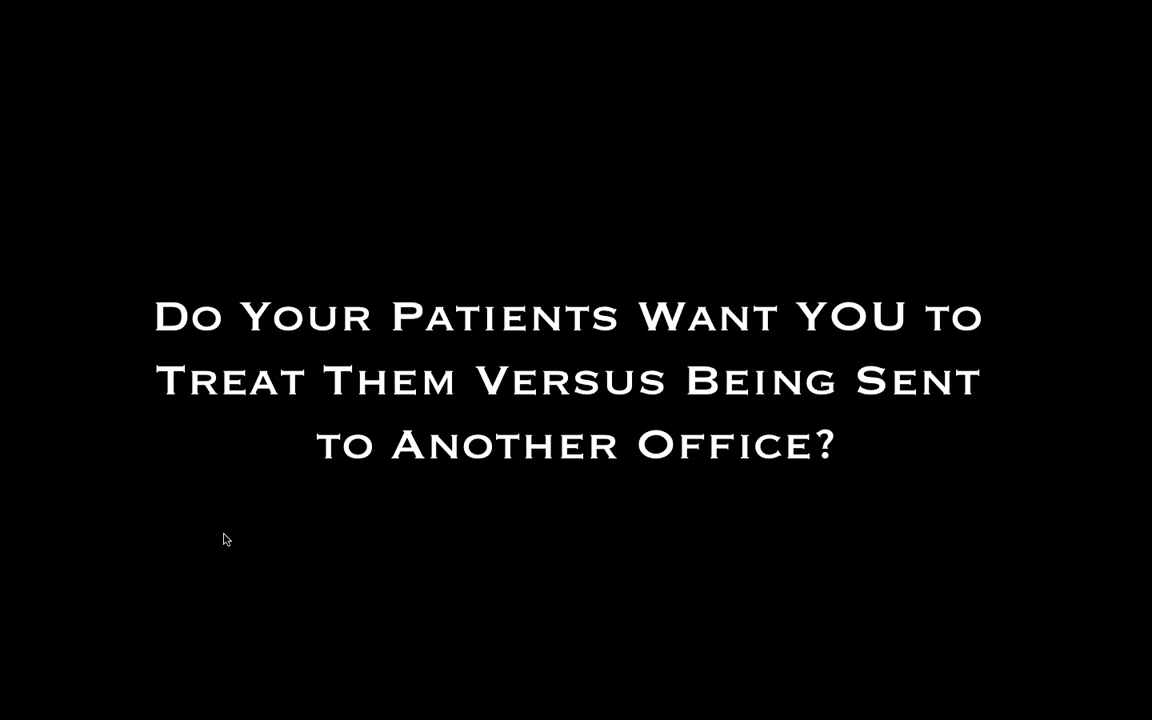 Do Your Patients Want YOU to
Treat Them Versus Being Sent
to Another Office?